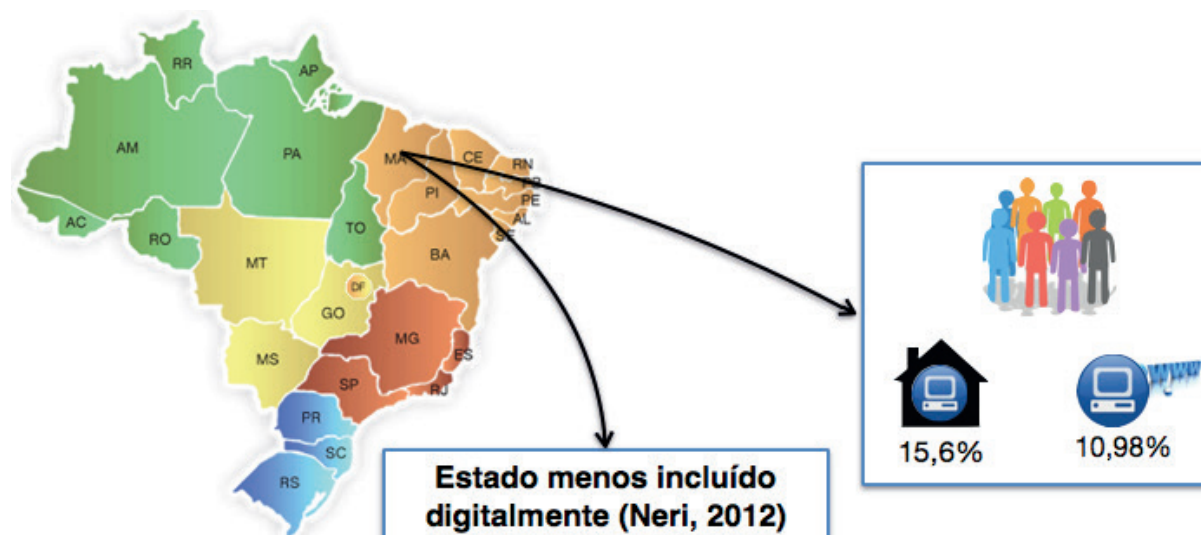 RR
AP
AM
PA
MA
CE
RN
PB
PI
PE
AL
SE
AC
RO
TO
BA
MT
DF
GO
MG
MS
ES
SP
RJ
PR
SC
RS
15,6%
10,98%
Estado menos incluído
digitalmente (Neri, 2012)